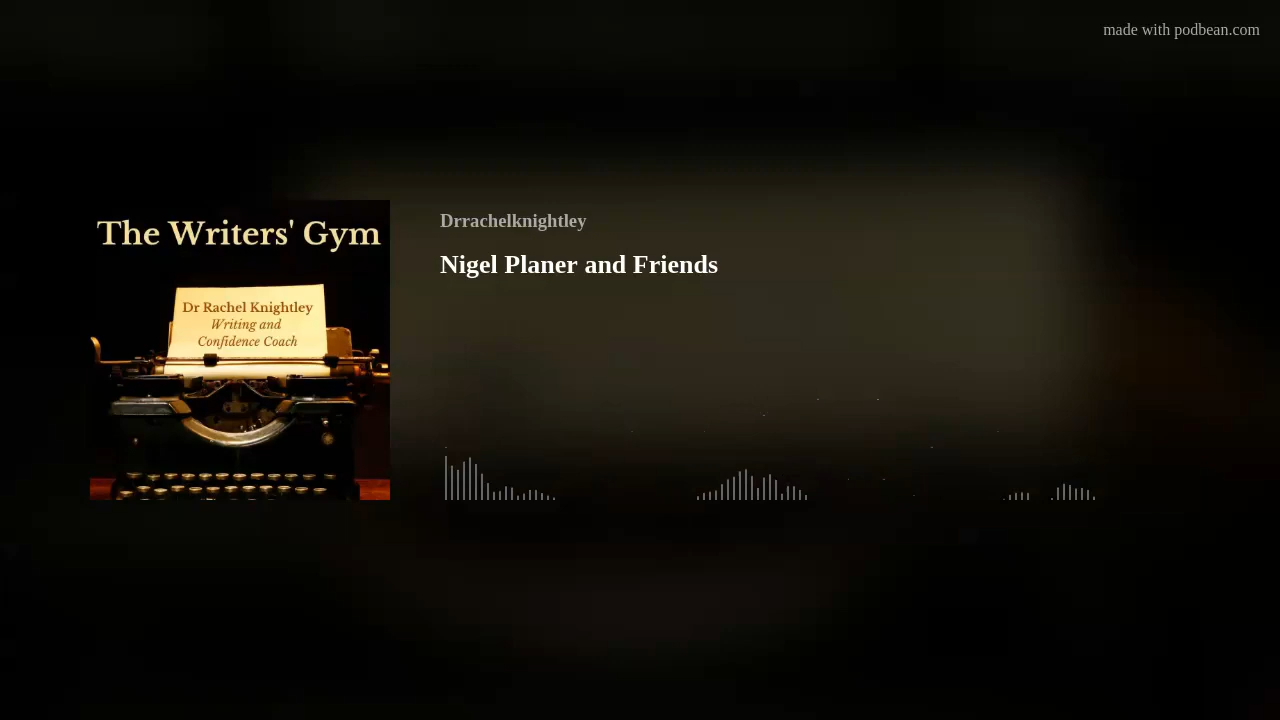 made with podbean.com
The Writers' Gym
Dr Rachel Knightley
Writing and
Confidence Coach
Drrachelknightley
Nigel Planer and Friends